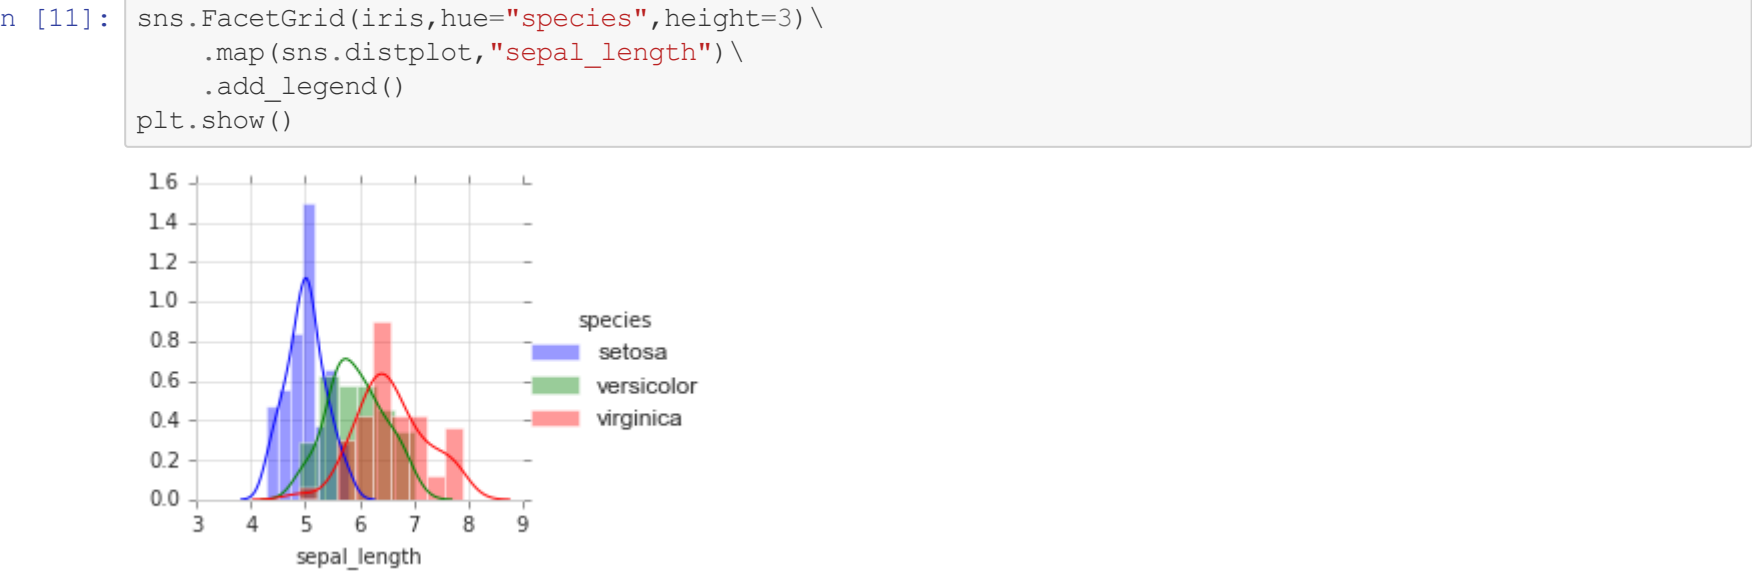 n [11]: sns.FacetGrid(iris,hue="species",height=3)\
.map(sns.distplot,"sepal_length")\
.add_legend()
plt.show()
1.6
1.4
1.2
1.0
0.8
0.6
0.4
0.2
0.0
3 4 5 6 7 8 9
sepal_length
species
setosa
versicolor
virginica